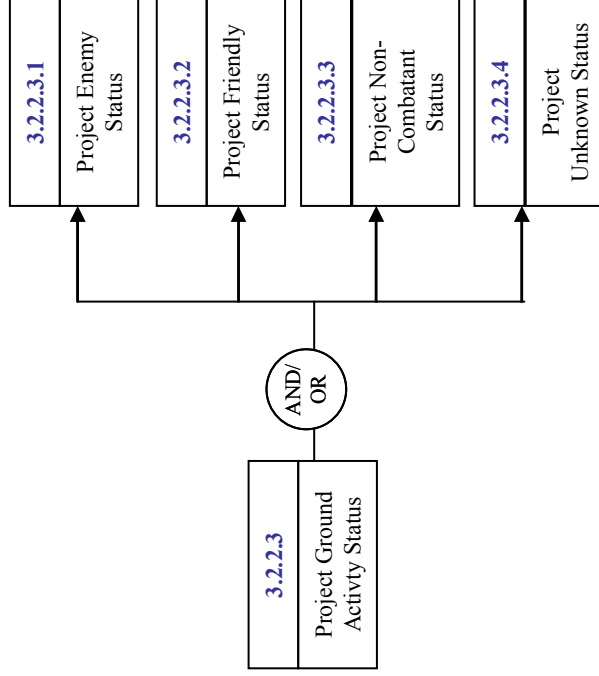 3.2.2.3
Project Ground
Activty Status
AND/
OR
3.2.2.3.1
Project Enemy
Status
3.2.2.3.2
Project Friendly
Status
3.2.2.3.3
Project Non-
Combatant
Status
3.2.2.3.4
Project
Unknown Status